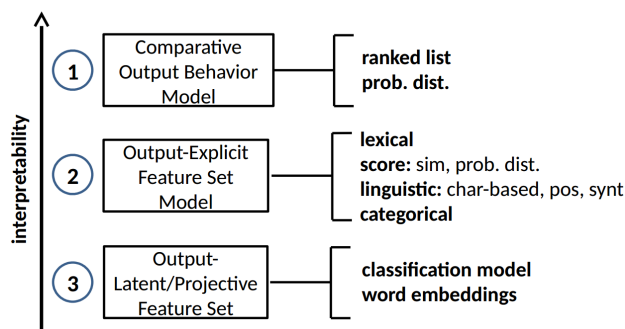 interpretability
1
Comparative
Output Behavior
Model
ranked list
prob. dist.
2
Output-Explicit
Feature Set
Model
lexical
score: sim, prob. dist.
linguistic: char-based, pos, synt
categorical
3
Output-
Latent/Projective
Feature Set
classification model
word embeddings